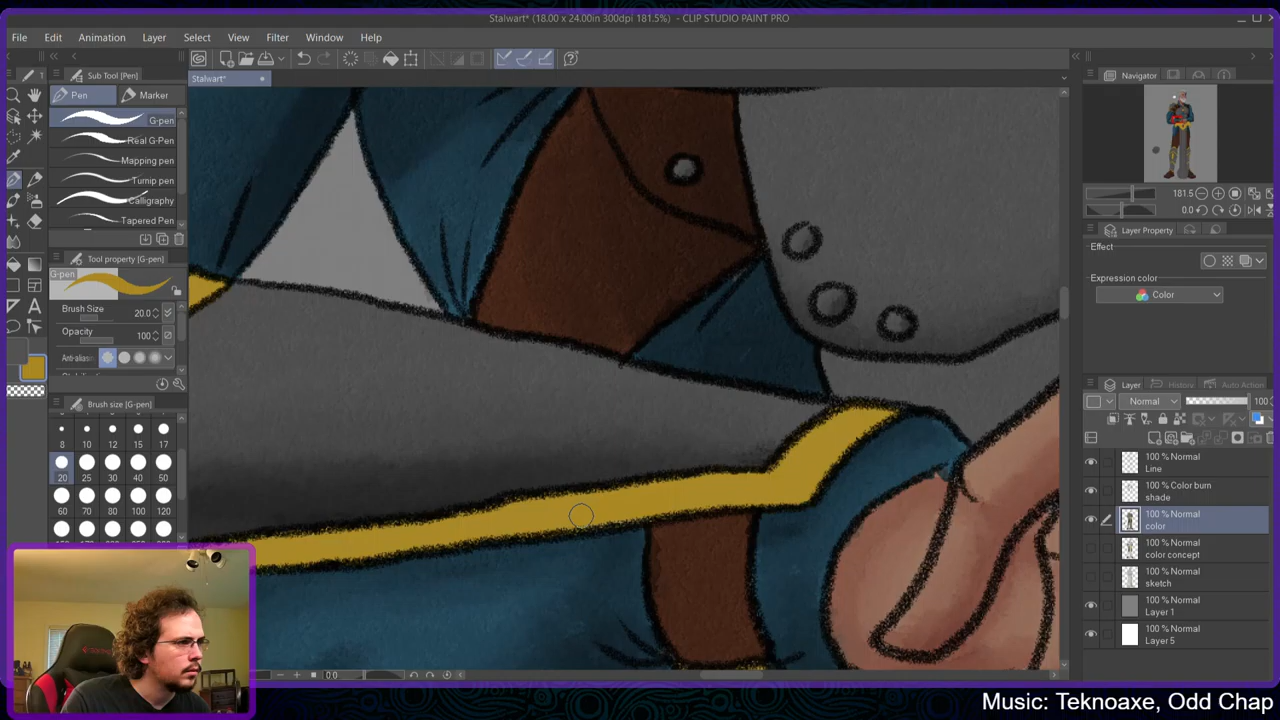 Stalwart* (18.00 x 24.00in 300dpi 181.5%) - CLIP STUDIO PAINT PRO
File Edit Animation Layer Select View Filter Window Help
Sub Tool [Pen]
Stalwart*
Navigator
Pen Marker
G-pen
Real G-Pen
Mapping pen
Turnip pen
Calligraphy
Tapered Pen
Tool property [G-pen]
G-pen
Brush Size 20.0
Opacity 100
Anti-aliasing
Brush size [G-pen]
8 10 12 15 17
20 25 30 40 50
60 70 80 100 120
181.5
0.0
Layer Property
Effect
Expression color
Color
Layer History Auto Action
Normal 100
100 % Normal
Line
100 % Color burn
shade
100 % Normal
color
100 % Normal
color concept
100 % Normal
sketch
100 % Normal
Layer 1
100 % Normal
Layer 5
Music: Teknoaxe, Odd Chap